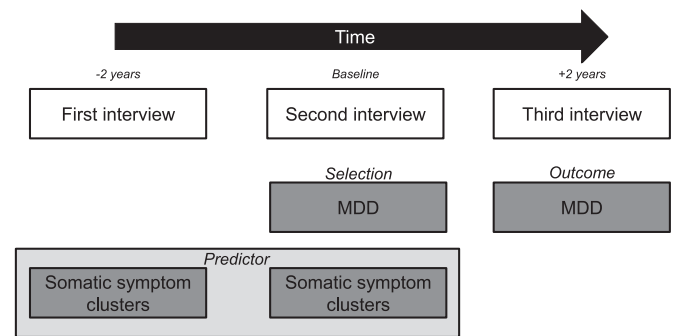 Time
-2 years
Baseline
+2 years
First interview
Second interview
Third interview
Selection
Outcome
MDD
MDD
Predictor
Somatic symptom
clusters
Somatic symptom
clusters